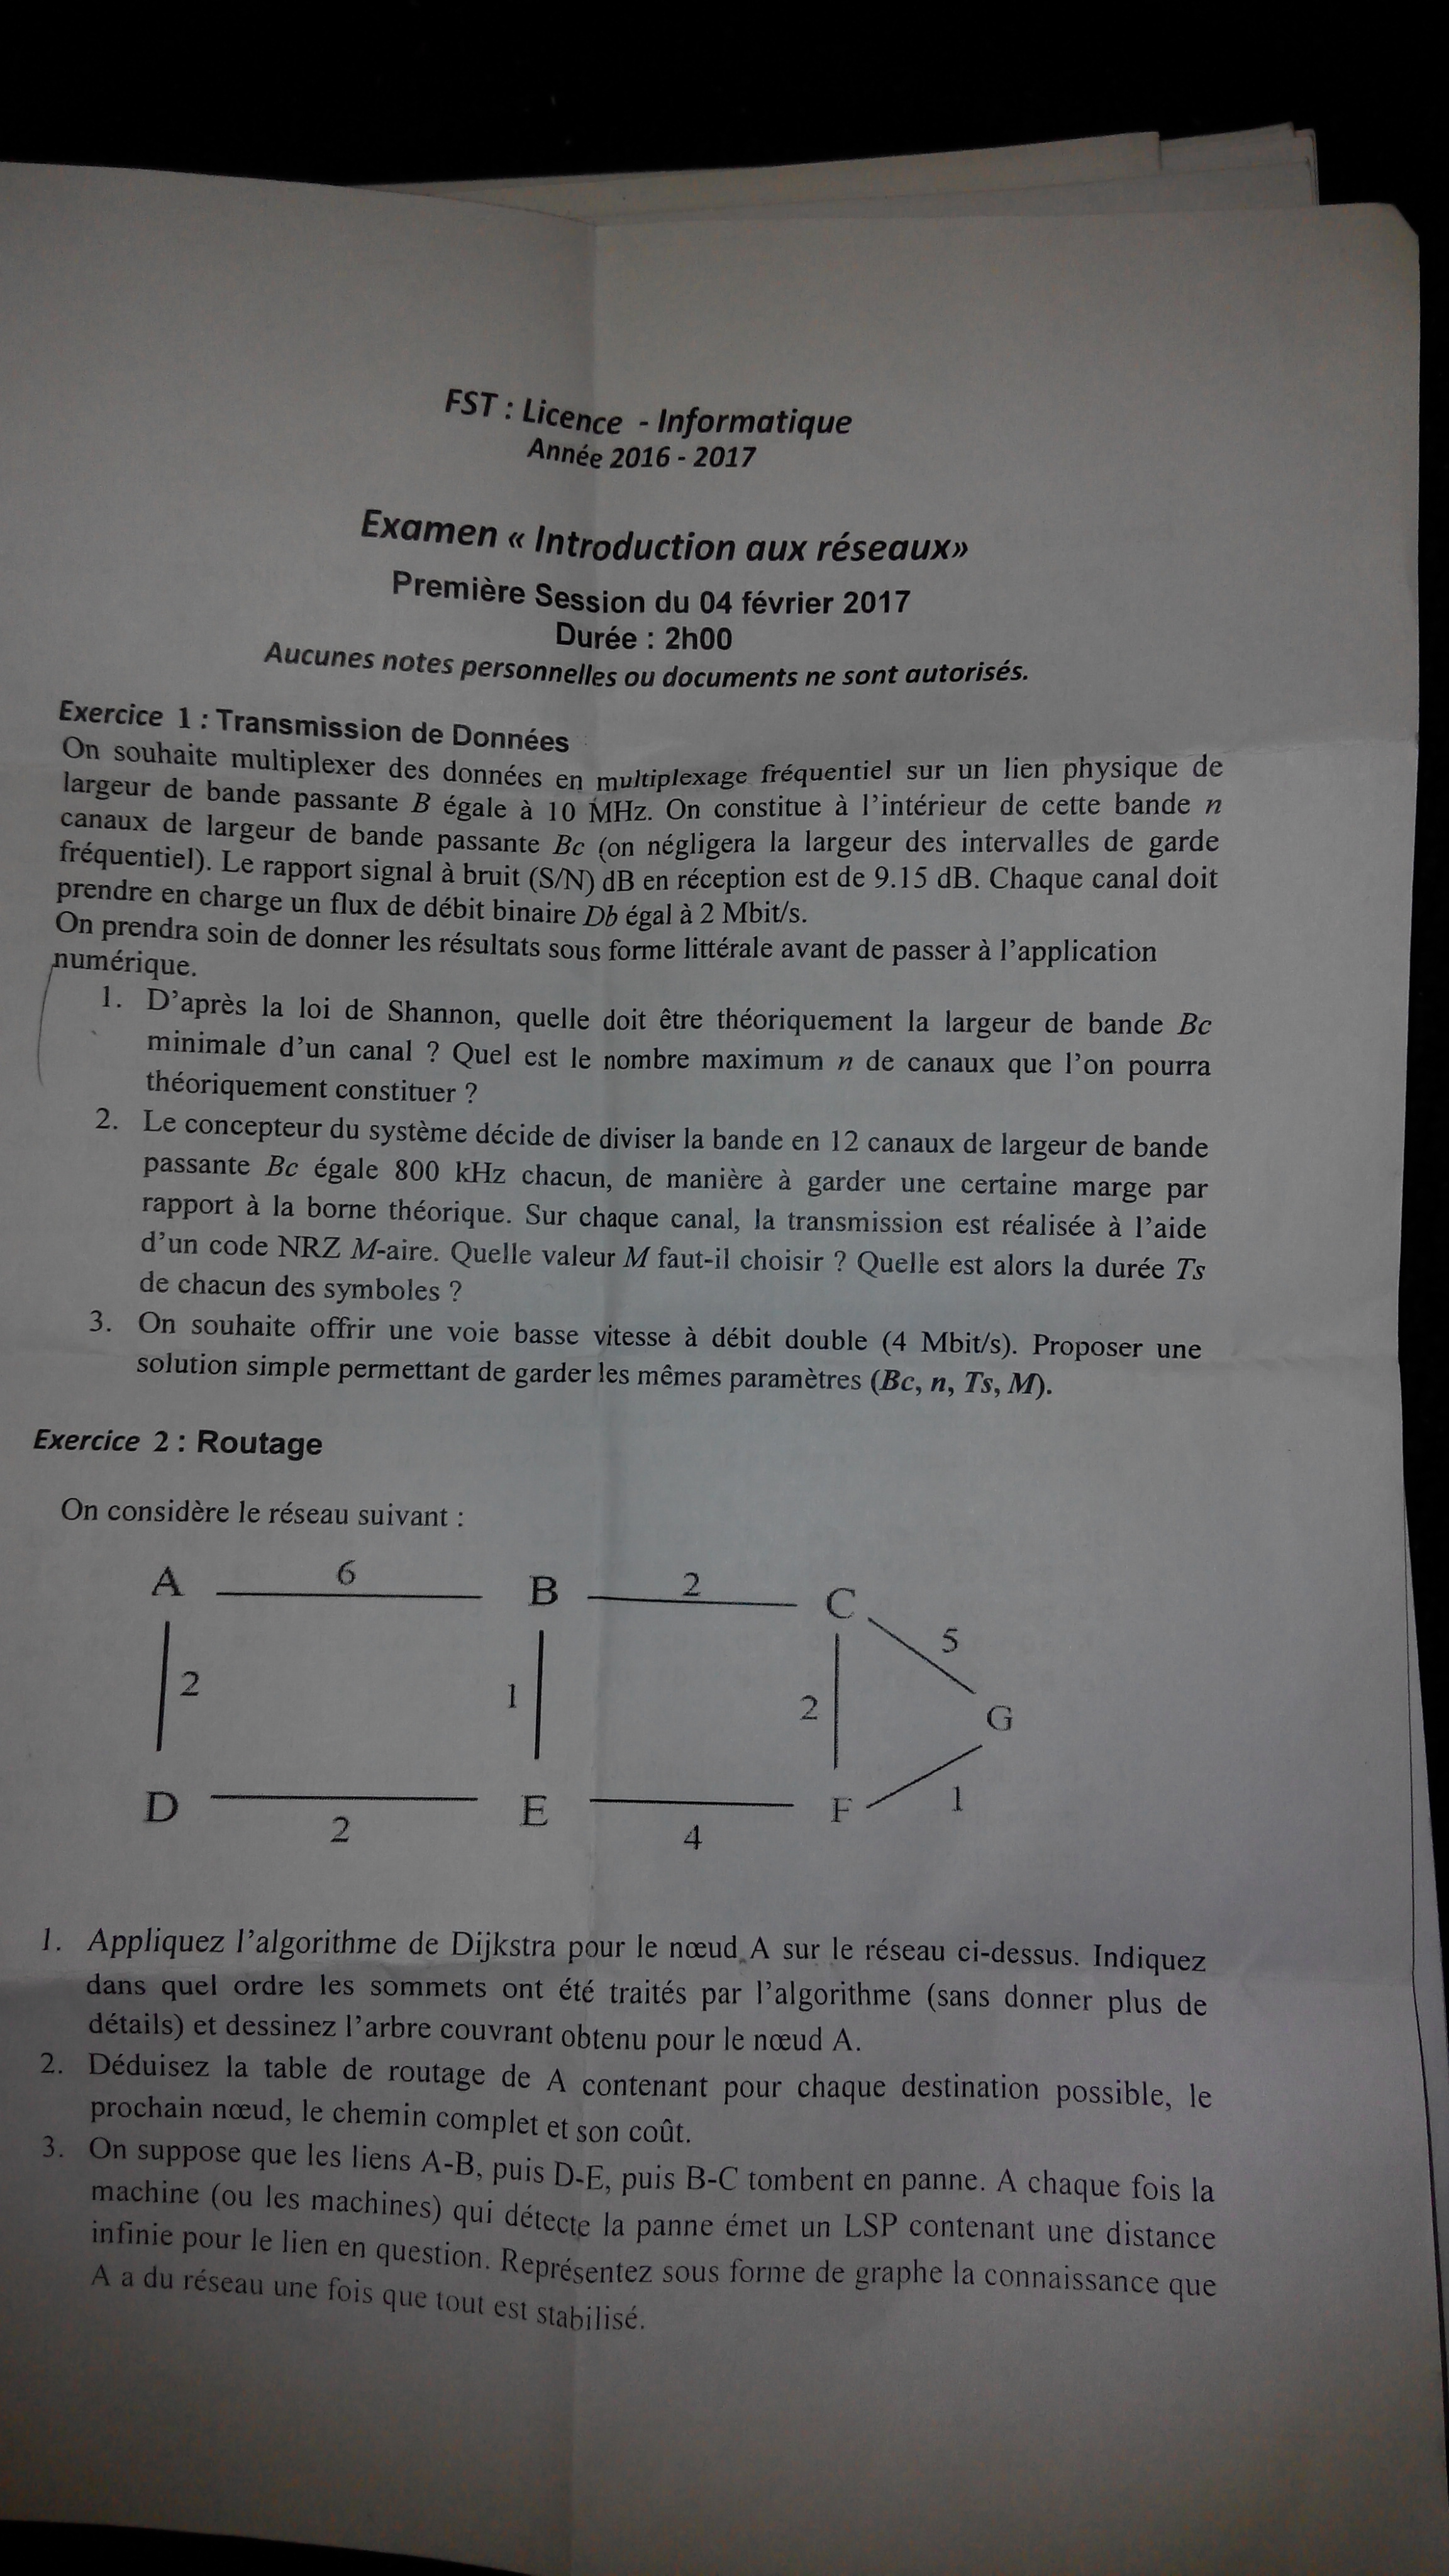 FST : Licence - Informatique
Année 2016 - 2017
Examen « Introduction aux réseaux»
Première Session du 04 février 2017
Durée : 2h00
Aucunes notes personnelles ou documents ne sont autorisés.
Exercice 1 : Transmission de Données
On souhaite multiplexer des données en multiplexage fréquentiel sur un lien physique de
largeur de bande passante B égale à 10 MHz. On constitue à l'intérieur de cette bande n
canaux de largeur de bande passante Bc (on négligera la largeur des intervalles de garde
fréquentiel). Le rapport signal à bruit (S/N) dB en réception est de 9.15 dB. Chaque canal doit
prendre en charge un flux de débit binaire Db égal à 2 Mbit/s.
On prendra soin de donner les résultats sous forme littérale avant de passer à l'application
numérique.
1. D'après la loi de Shannon, quelle doit être théoriquement la largeur de bande Bc
minimale d'un canal ? Quel est le nombre maximum n de canaux que l'on pourra
théoriquement constituer ?
2. Le concepteur du système décide de diviser la bande en 12 canaux de largeur de bande
passante Bc égale 800 kHz chacun, de manière à garder une certaine marge par
rapport à la borne théorique. Sur chaque canal, la transmission est réalisée à l'aide
d'un code NRZ M-aire. Quelle valeur M faut-il choisir ? Quelle est alors la durée Ts
de chacun des symboles ?
3. On souhaite offrir une voie basse vitesse à débit double (4 Mbit/s). Proposer une
solution simple permettant de garder les mêmes paramètres (Bc, n, Ts, M).
Exercice 2 : Routage
On considère le réseau suivant :
A 6 B 2 C
5
2 1 2 G
D 2 E 4 F 1
1. Appliquez l'algorithme de Dijkstra pour le nœud A sur le réseau ci-dessus. Indiquez
dans quel ordre les sommets ont été traités par l'algorithme (sans donner plus de
détails) et dessinez l'arbre couvrant obtenu pour le nœud A.
2. Déduisez la table de routage de A contenant pour chaque destination possible, le
prochain nœud, le chemin complet et son coût.
3. On suppose que les liens A-B, puis D-E, puis B-C tombent en panne. A chaque fois la
machine (ou les machines) qui détecte la panne émet un LSP contenant une distance
infinie pour le lien en question. Représentez sous forme de graphe la connaissance que
A a du réseau une fois que tout est stabilisé.